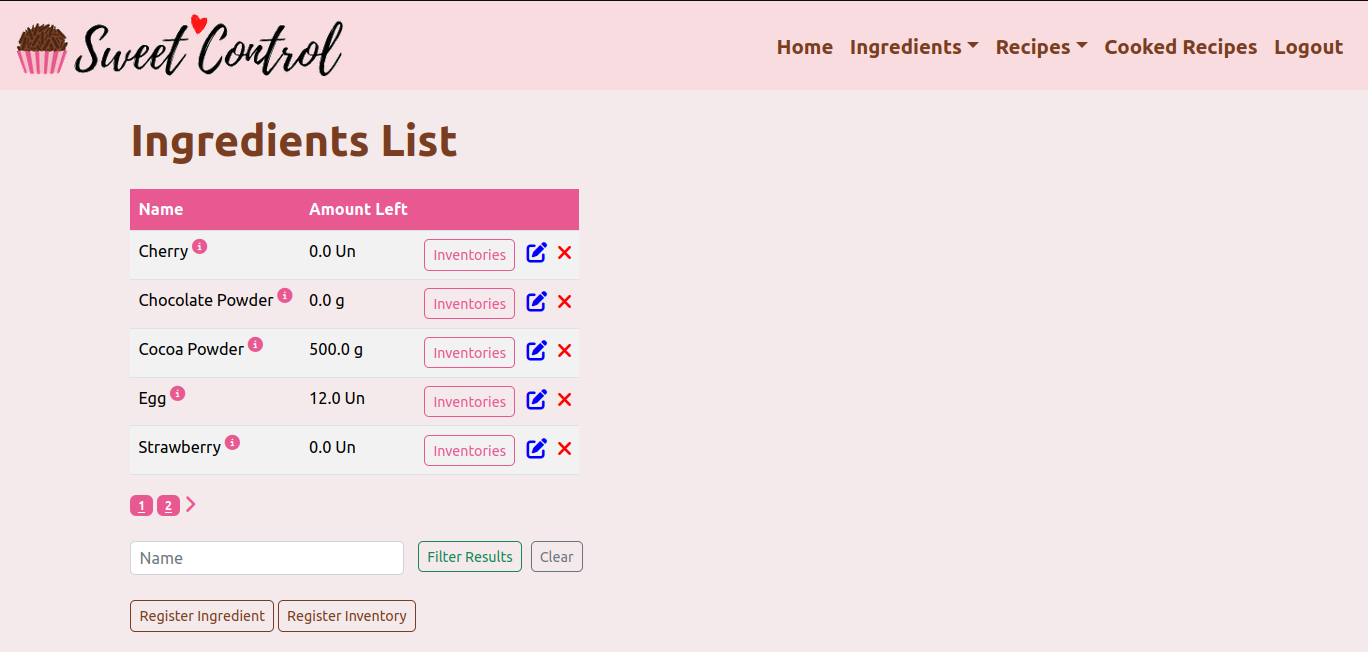 Sweet Control
Home Ingredients Recipes Cooked Recipes Logout
Ingredients List
Name Amount Left
Cherry i 0.0 Un Inventories
Chocolate Powder i 0.0 g Inventories
Cocoa Powder i 500.0 g Inventories
Egg i 12.0 Un Inventories
Strawberry i 0.0 Un Inventories
1 2
Name Filter Results Clear
Register Ingredient Register Inventory